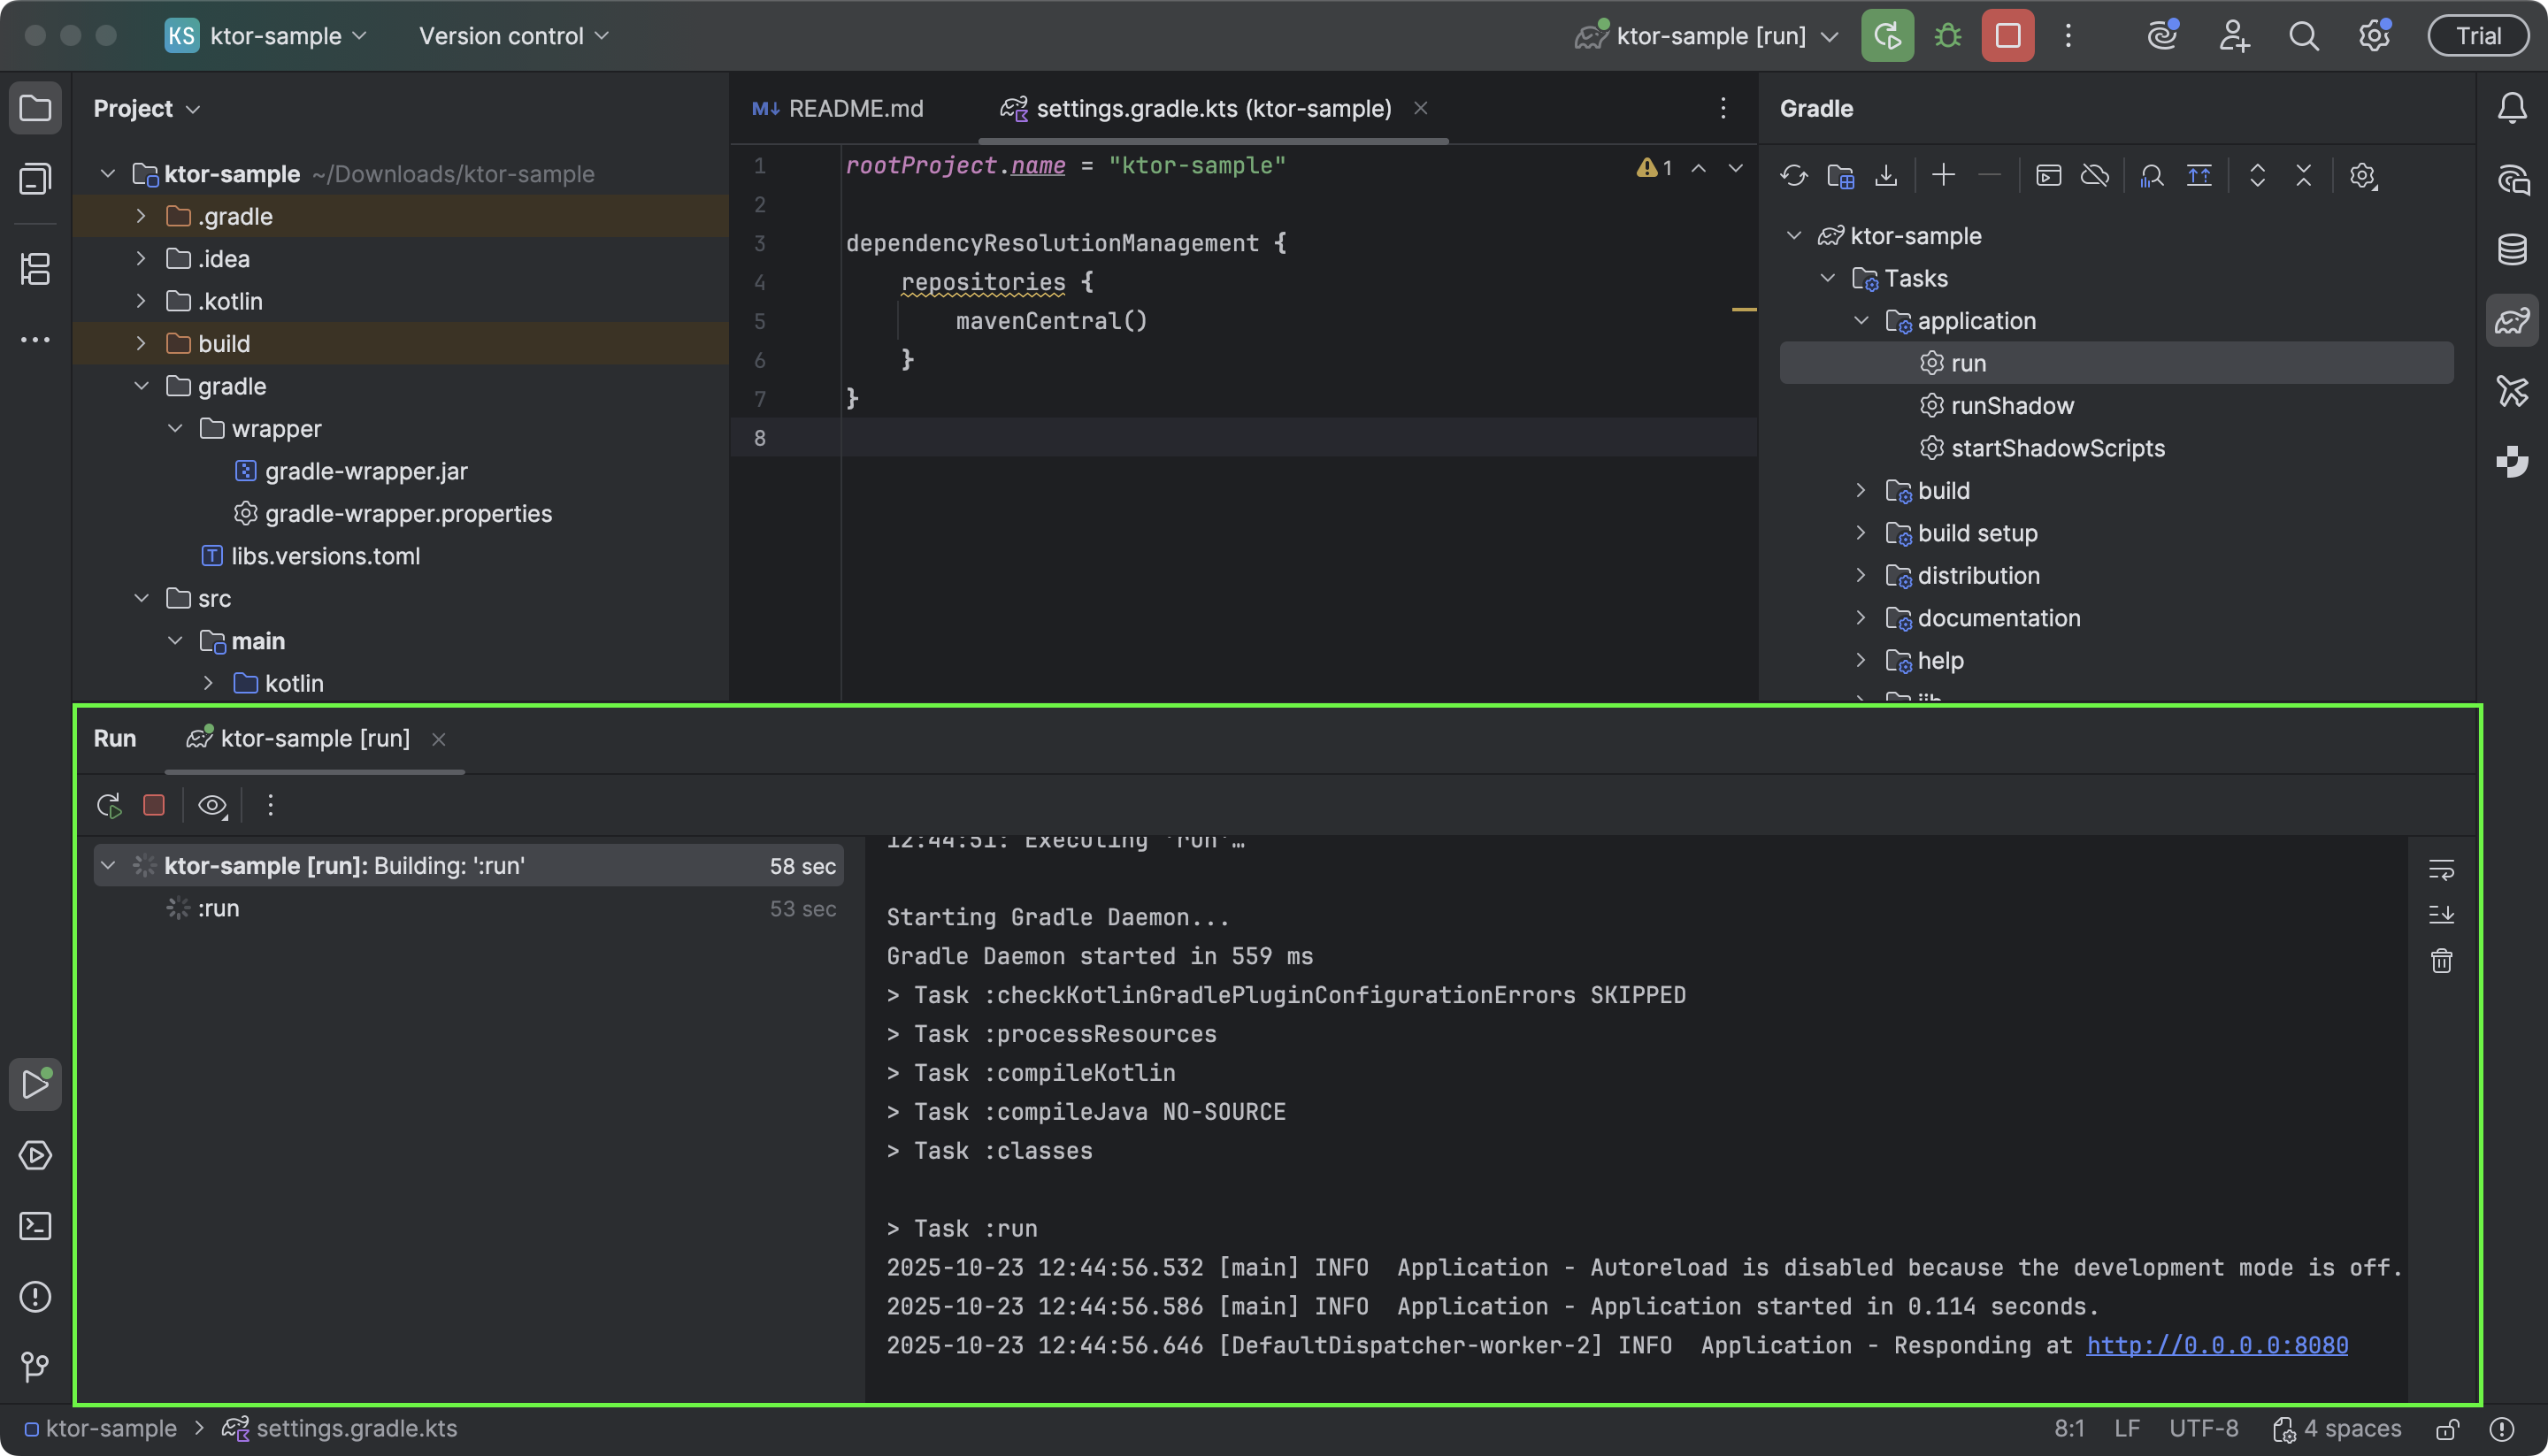 KS ktor-sample
Version control
ktor-sample [run]
Trial
Project
ktor-sample ~/Downloads/ktor-sample
.gradle
.idea
.kotlin
build
gradle
wrapper
gradle-wrapper.jar
gradle-wrapper.properties
libs.versions.toml
src
main
kotlin
README.md
settings.gradle.kts (ktor-sample)
1 rootProject.name = "ktor-sample"
1
2
3 dependencyResolutionManagement {
4 repositories {
5 mavenCentral()
6 }
7 }
8
Gradle
ktor-sample
Tasks
application
run
runShadow
startShadowScripts
build
build setup
distribution
documentation
help
Run
ktor-sample [run]
ktor-sample [run]: Building: ':run' 58 sec
:run 53 sec
12:44:51: Executing 'run'…
Starting Gradle Daemon...
Gradle Daemon started in 559 ms
> Task :checkKotlinGradlePluginConfigurationErrors SKIPPED
> Task :processResources
> Task :compileKotlin
> Task :compileJava NO-SOURCE
> Task :classes
> Task :run
2025-10-23 12:44:56.532 [main] INFO  Application - Autoreload is disabled because the development mode is off.
2025-10-23 12:44:56.586 [main] INFO  Application - Application started in 0.114 seconds.
2025-10-23 12:44:56.646 [DefaultDispatcher-worker-2] INFO  Application - Responding at http://0.0.0.0:8080
ktor-sample > settings.gradle.kts
8:1 LF UTF-8 4 spaces